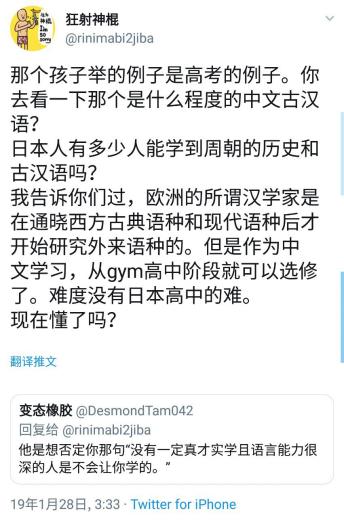 狂射神棍
@rinimabi2jiba
那个孩子举的例子是高考的例子。你
去看一下那个是什么程度的中文古汉
语？
日本人有多少人能学到周朝的历史和
古汉语吗？
我告诉你们过，欧洲的所谓汉学家是
在通晓西方古典语种和现代语种后才
开始研究外来语种的。但是作为中
文学习，从gym高中阶段就可以选修
了。难度没有日本高中的难。
现在懂了吗？
翻译推文
变态橡胶 @DesmondTam042
回复给 @rinimabi2jiba
他是想否定你那句“没有一定真才实学且语言能力很
深的人是不会让你学的。”
19年1月28日, 3:33 · Twitter for iPhone